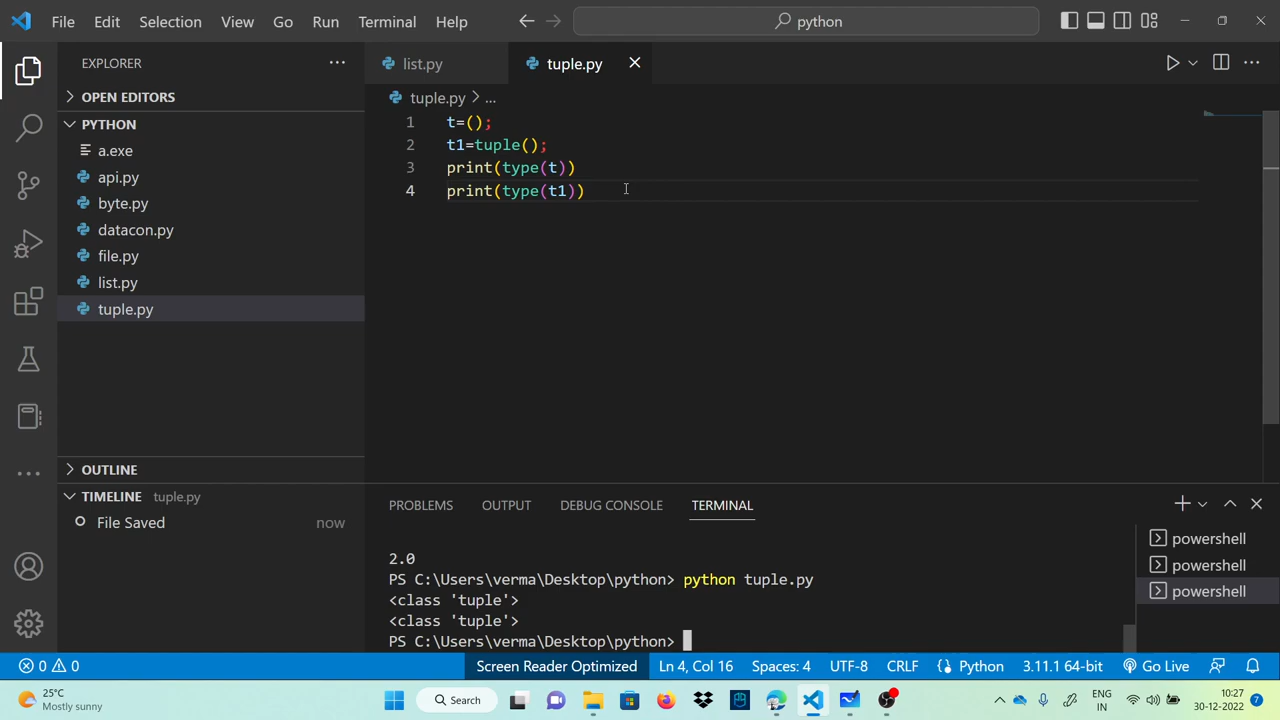 File Edit Selection View Go Run Terminal Help
python
EXPLORER
OPEN EDITORS
PYTHON
a.exe
api.py
byte.py
datacon.py
file.py
list.py
tuple.py
OUTLINE
TIMELINE tuple.py
File Saved now
list.py tuple.py
tuple.py > ...
1 t=();
2 t1=tuple();
3 print(type(t))
4 print(type(t1))
PROBLEMS OUTPUT DEBUG CONSOLE TERMINAL
2.0
PS C:\Users\verma\Desktop\python> python tuple.py
<class 'tuple'>
<class 'tuple'>
PS C:\Users\verma\Desktop\python>
powershell
powershell
powershell
0 0 Screen Reader Optimized Ln 4, Col 16 Spaces: 4 UTF-8 CRLF Python 3.11.1 64-bit Go Live
25°C
Mostly sunny
Search
ENG
IN
10:27
30-12-2022
7